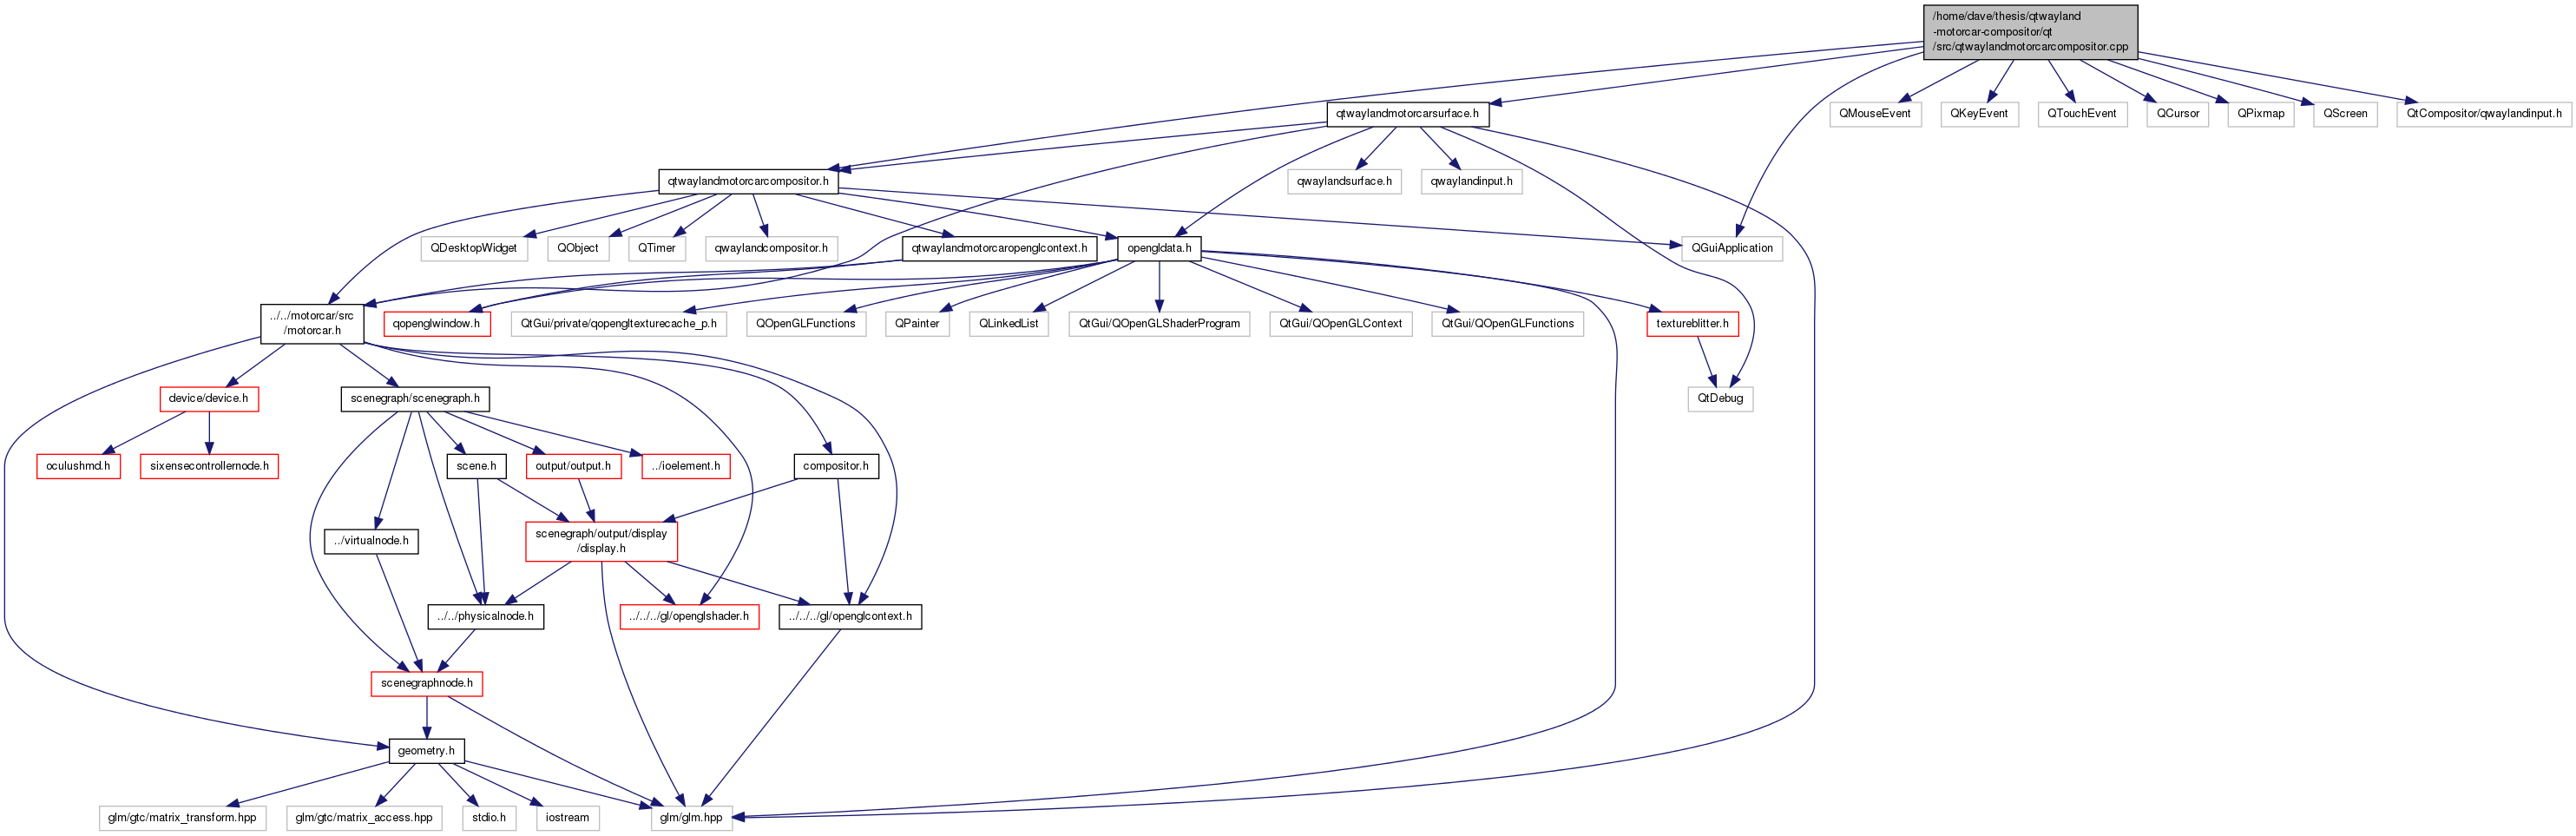 /home/dave/thesis/qtwayland
-motorcar-compositor/qt
/src/qtwaylandmotorcarcompositor.cpp
qtwaylandmotorcarsurface.h
QMouseEvent
QKeyEvent
QTouchEvent
QCursor
QPixmap
QScreen
QtCompositor/qwaylandinput.h
qtwaylandmotorcarcompositor.h
qwaylandsurface.h
qwaylandinput.h
QDesktopWidget
QObject
QTimer
qwaylandcompositor.h
qtwaylandmotorcaropenglcontext.h
opengldata.h
QGuiApplication
../../motorcar/src
/motorcar.h
qopenglwindow.h
QtGui/private/qopengltexturecache_p.h
QOpenGLFunctions
QPainter
QLinkedList
QtGui/QOpenGLShaderProgram
QtGui/QOpenGLContext
QtGui/QOpenGLFunctions
textureblitter.h
device/device.h
scenegraph/scenegraph.h
QtDebug
oculushmd.h
sixensecontrollernode.h
scene.h
output/output.h
../ioelement.h
compositor.h
../virtualnode.h
scenegraph/output/display
/display.h
../../physicalnode.h
../../../gl/openglshader.h
../../../gl/openglcontext.h
scenegraphnode.h
geometry.h
glm/gtc/matrix_transform.hpp
glm/gtc/matrix_access.hpp
stdio.h
iostream
glm/glm.hpp